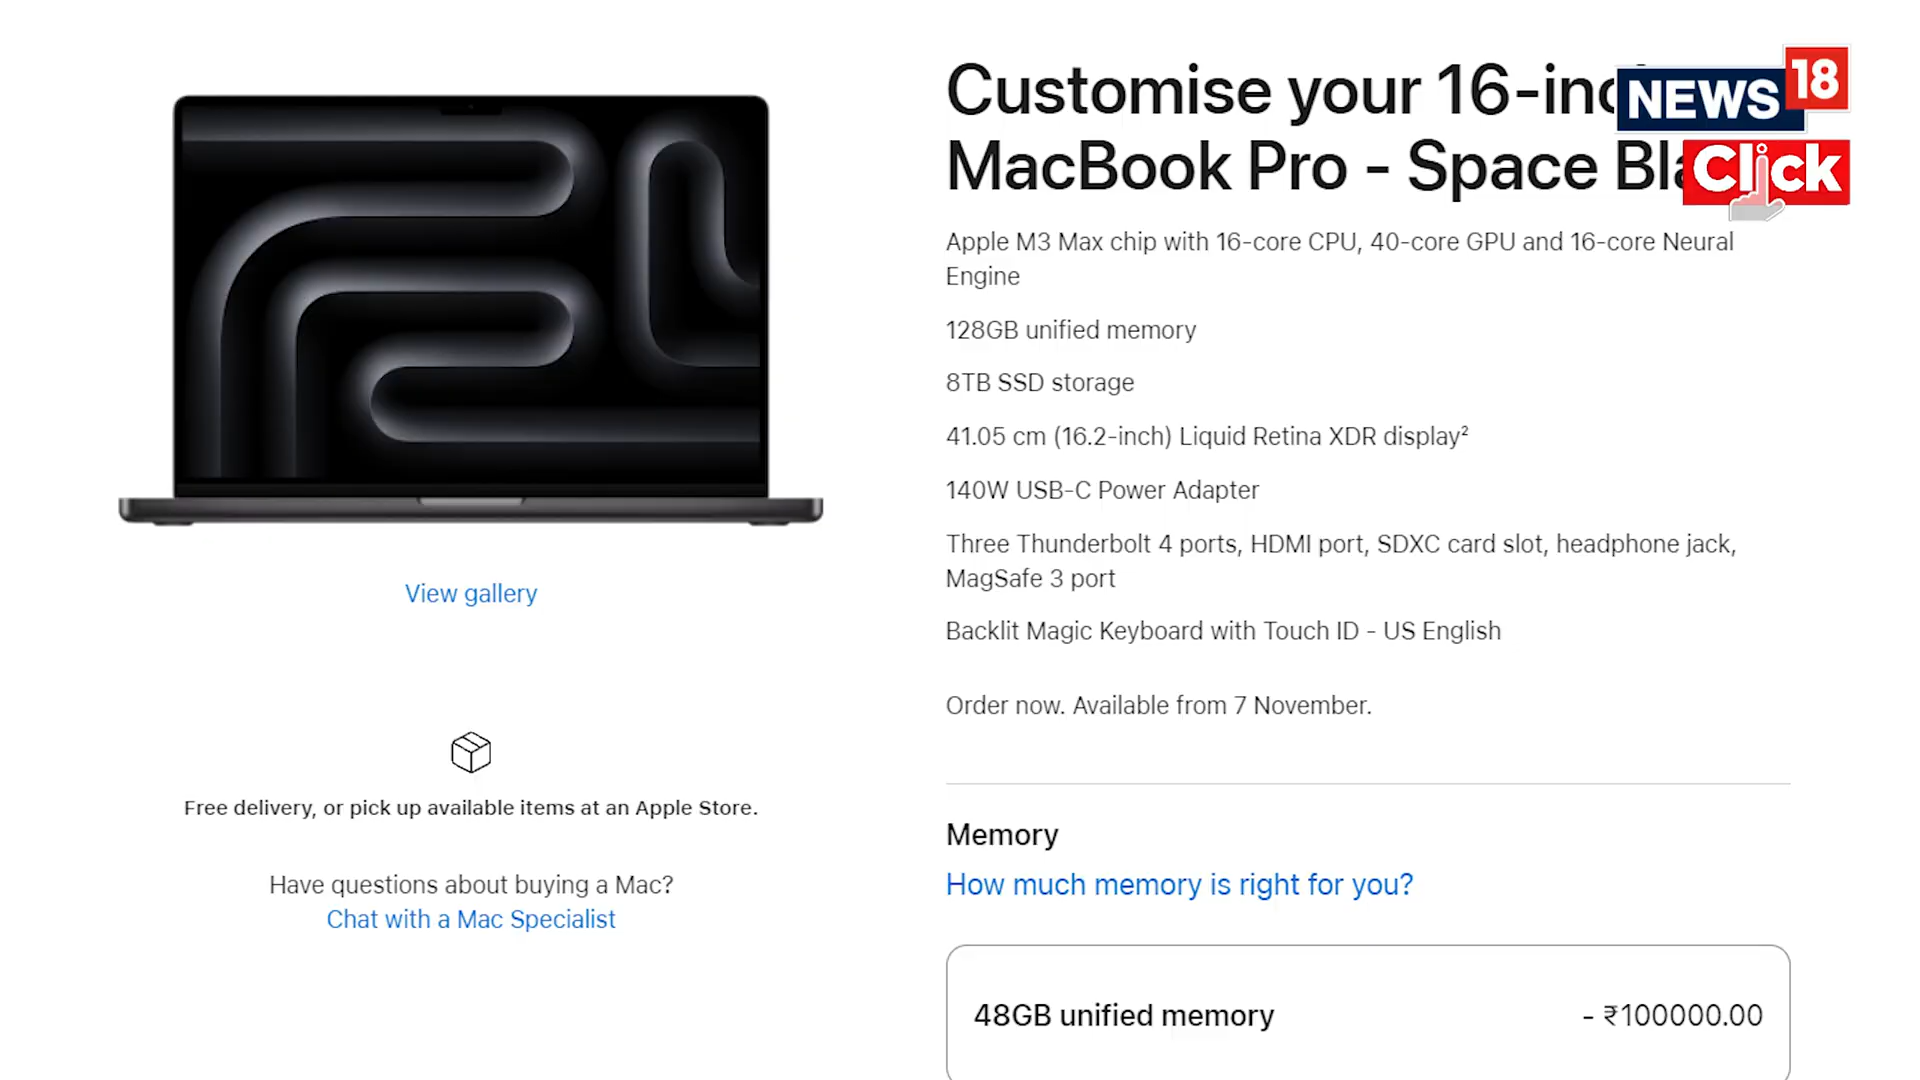 Customise your 16-inc
MacBook Pro - Space Bla
NEWS 18
Click
Apple M3 Max chip with 16-core CPU, 40-core GPU and 16-core Neural
Engine
128GB unified memory
8TB SSD storage
41.05 cm (16.2-inch) Liquid Retina XDR display²
140W USB-C Power Adapter
Three Thunderbolt 4 ports, HDMI port, SDXC card slot, headphone jack,
MagSafe 3 port
Backlit Magic Keyboard with Touch ID - US English
Order now. Available from 7 November.
View gallery
Free delivery, or pick up available items at an Apple Store.
Have questions about buying a Mac?
Chat with a Mac Specialist
Memory
How much memory is right for you?
48GB unified memory - ₹100000.00